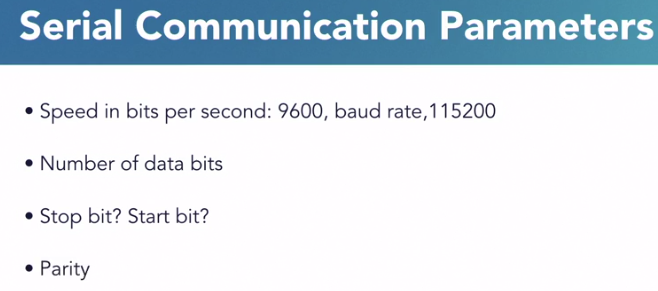 Serial Communication Parameters
• Speed in bits per second: 9600, baud rate,115200
• Number of data bits
• Stop bit? Start bit?
• Parity